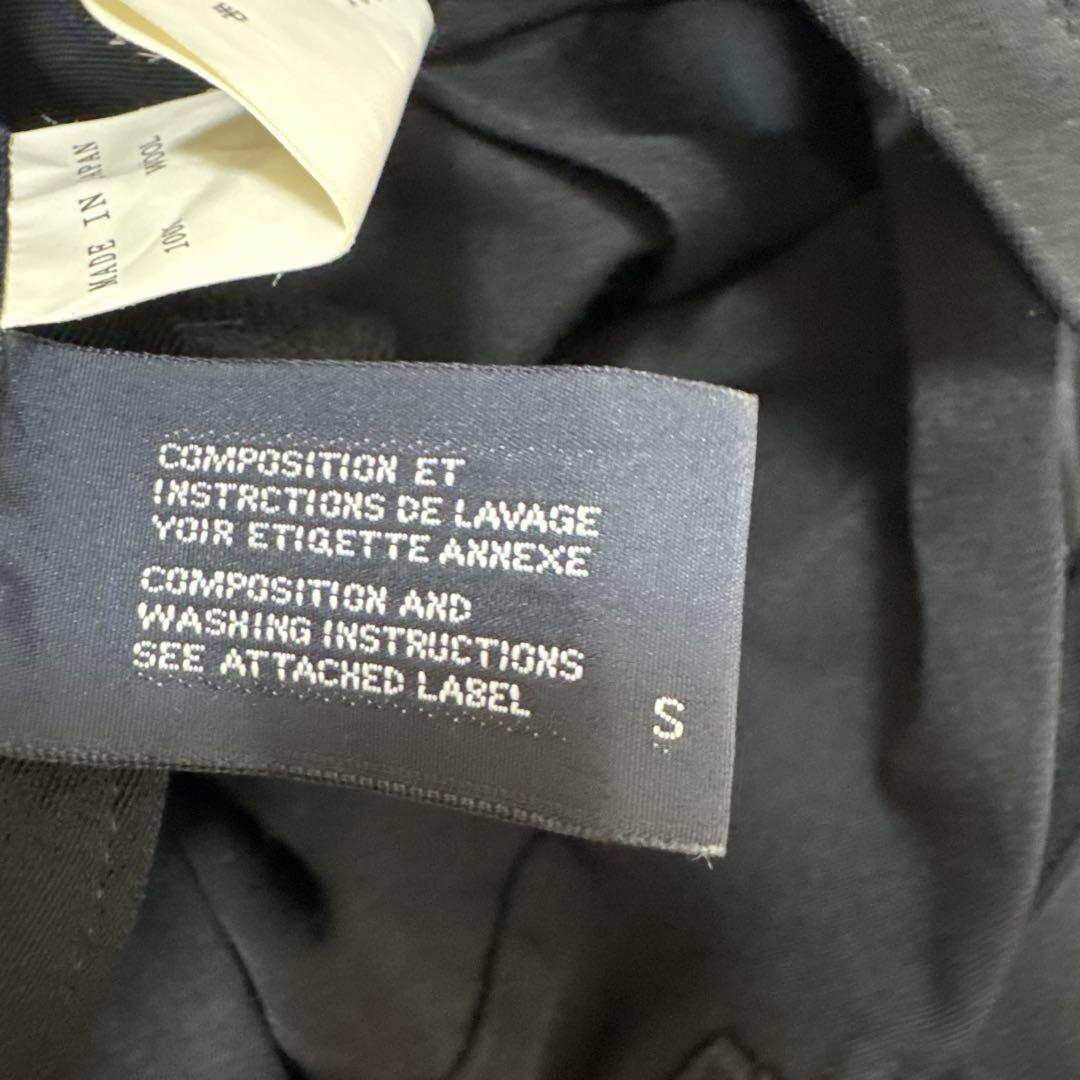 MADE IN JAPAN
100% WOOL
COMPOSITION ET
INSTRCTIONS DE LAVAGE
YOIR ETIQETTE ANNEXE
COMPOSITION AND
WASHING INSTRUCTIONS
SEE ATTACHED LABEL
S